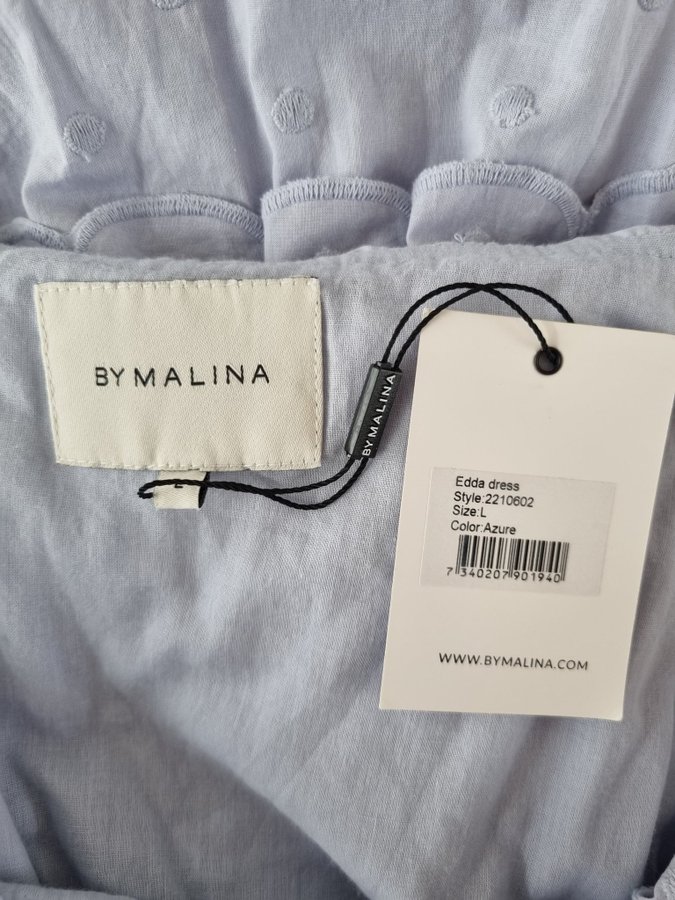 BYMALINA
BYMALINA
L
Edda dress
Style:2210602
Size:L
Color:Azure
7 340207 901940
WWW.BYMALINA.COM